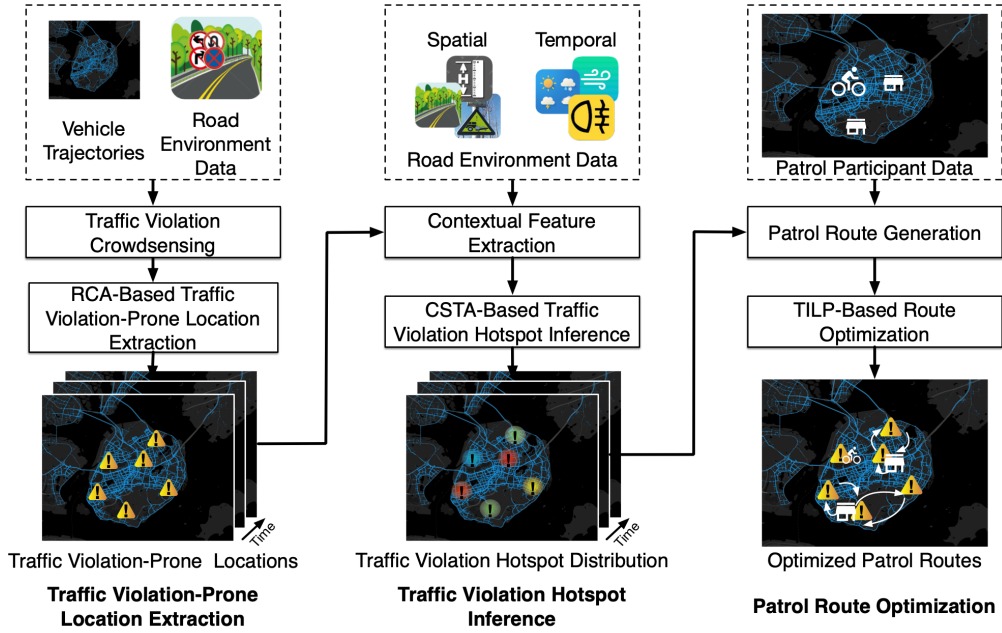 Vehicle
Trajectories
Road
Environment
Data
Traffic Violation
Crowdsensing
RCA-Based Traffic
Violation-Prone Location
Extraction
Time
Traffic Violation-Prone Locations
Traffic Violation-Prone
Location Extraction
Spatial
Temporal
Road Environment Data
Contextual Feature
Extraction
CSTA-Based Traffic
Violation Hotspot Inference
Time
Traffic Violation Hotspot Distribution
Traffic Violation Hotspot
Inference
Patrol Participant Data
Patrol Route Generation
TILP-Based Route
Optimization
Optimized Patrol Routes
Patrol Route Optimization